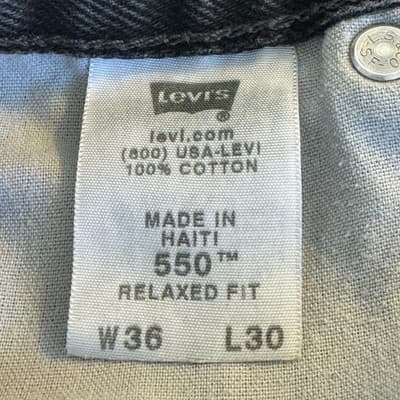 Levi's
®
levi.com
(800) USA-LEVI
100% COTTON
MADE IN
HAITI
550™
RELAXED FIT
W36 L30